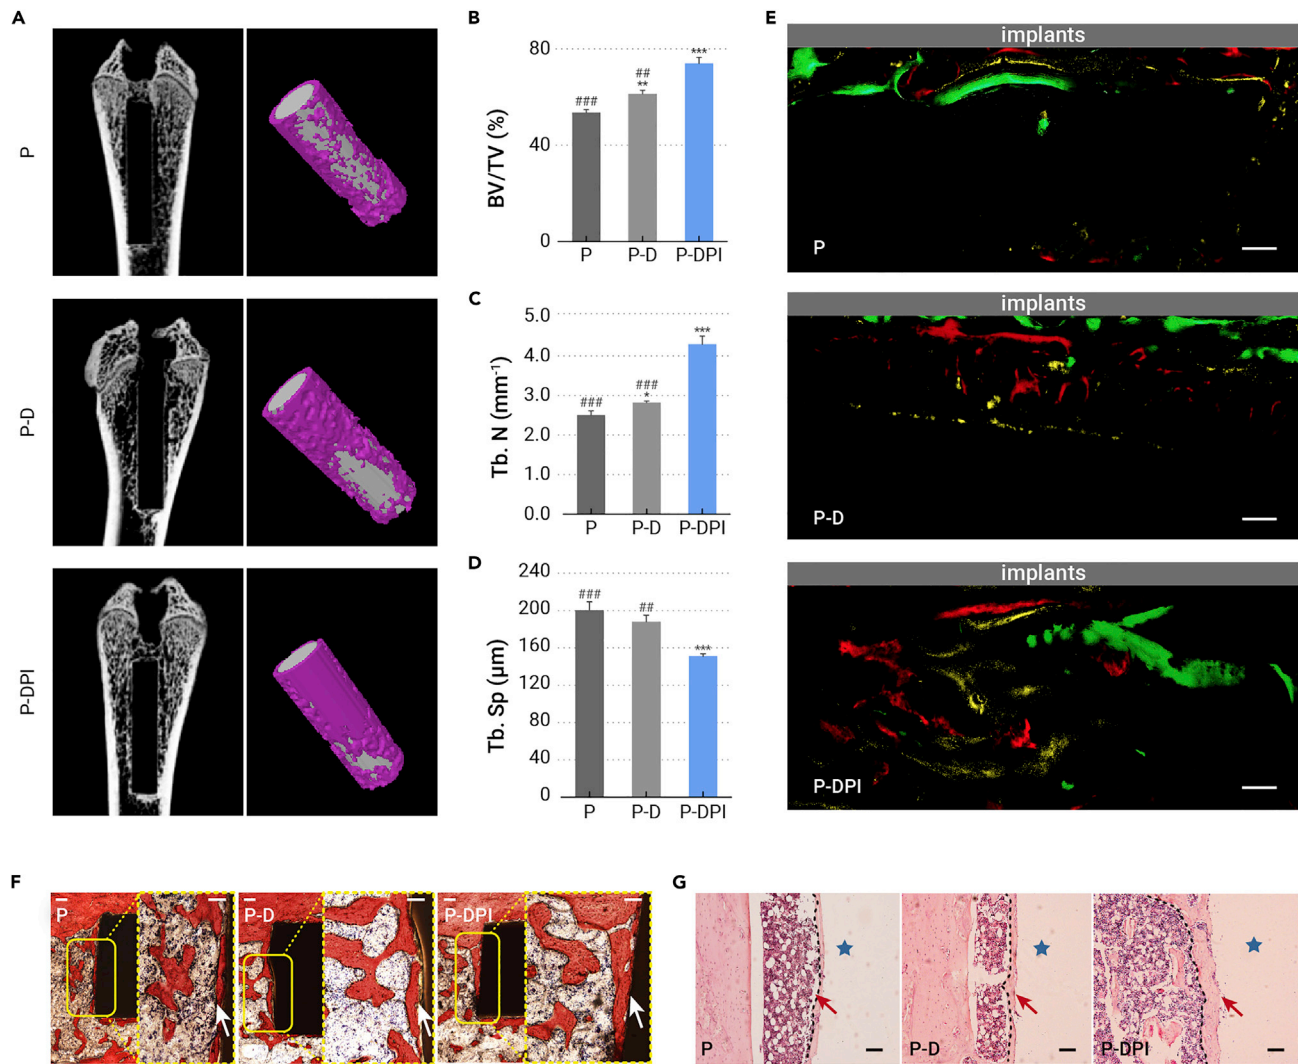 A
P
P-D
P-DPI
B
BV/TV (%)
80
40
0
###
##
**
***
P
P-D
P-DPI
C
Tb. N (mm⁻¹)
5.0
4.0
3.0
2.0
1.0
0.0
###
###
*
***
P
P-D
P-DPI
D
Tb. Sp (μm)
240
200
160
120
80
40
0
###
##
***
P
P-D
P-DPI
E
implants
P
implants
P-D
implants
P-DPI
F
P
P-D
P-DPI
G
P
P-D
P-DPI